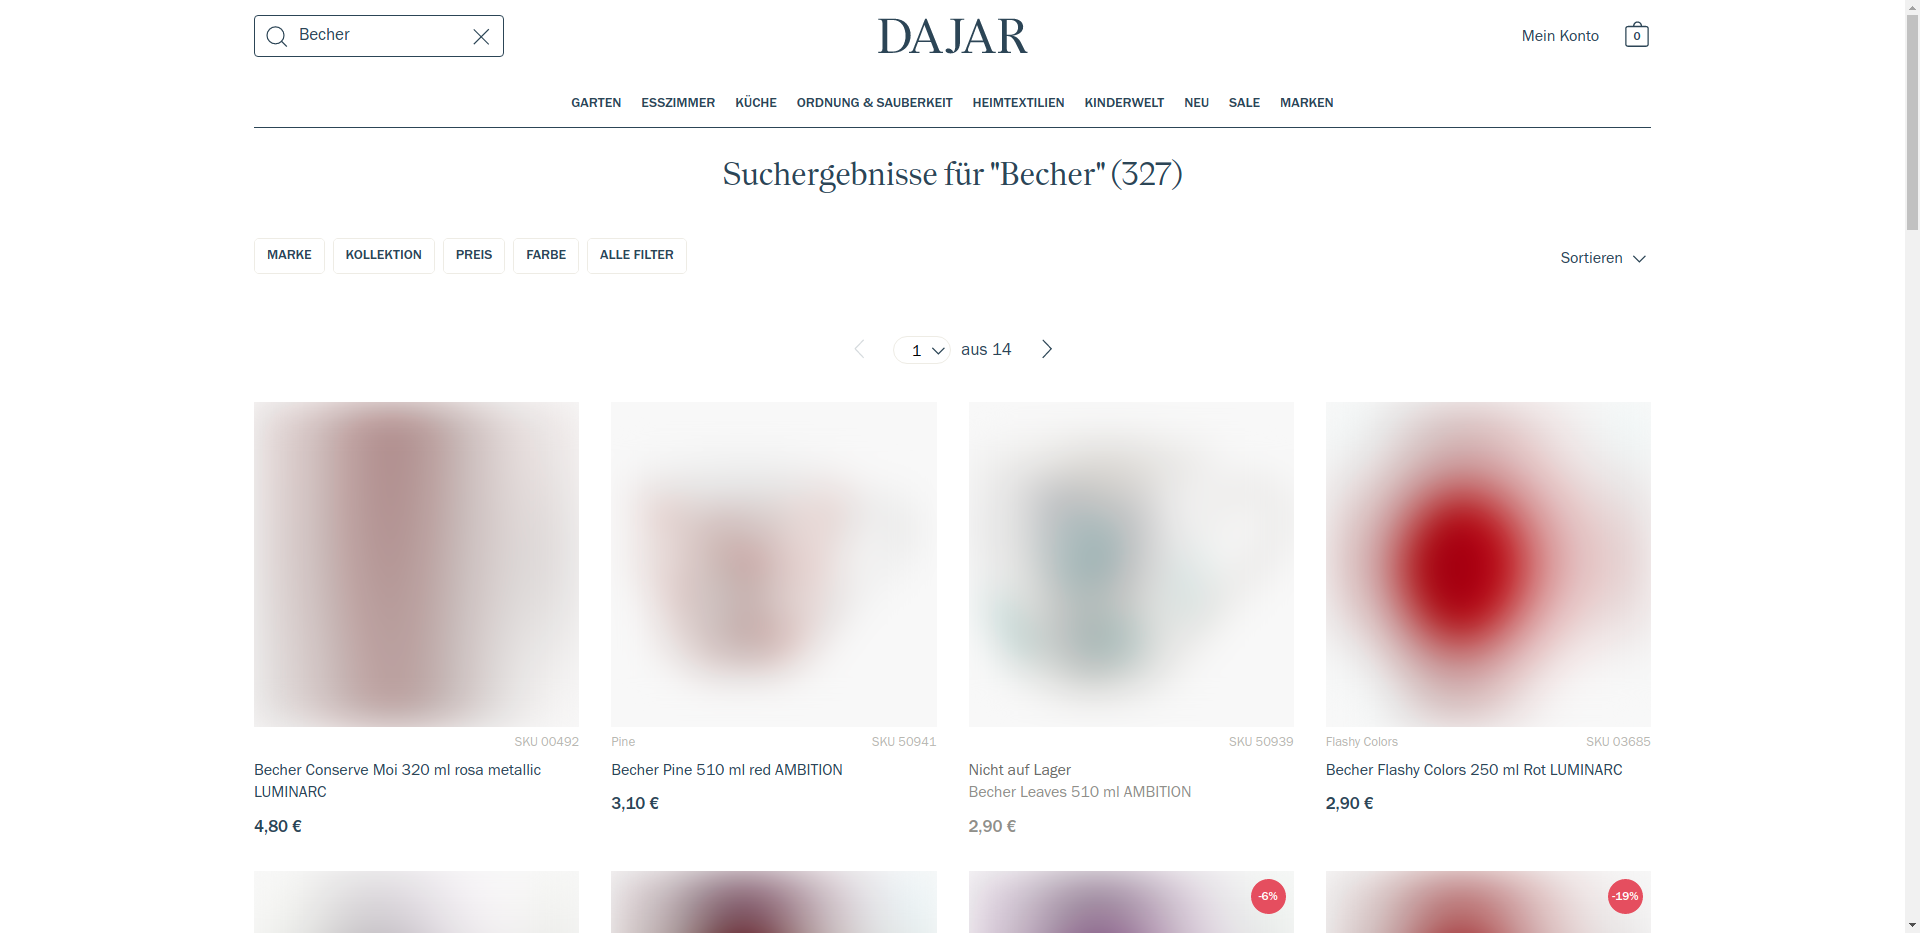 Becher
DAJAR
Mein Konto
0
GARTEN ESSZIMMER KÜCHE ORDNUNG & SAUBERKEIT HEIMTEXTILIEN KINDERWELT NEU SALE MARKEN
Suchergebnisse für "Becher" (327)
MARKE KOLLEKTION PREIS FARBE ALLE FILTER
Sortieren
1 aus 14
SKU 00492
Becher Conserve Moi 320 ml rosa metallic
LUMINARC
4,80 €
Pine SKU 50941
Becher Pine 510 ml red AMBITION
3,10 €
SKU 50939
Nicht auf Lager
Becher Leaves 510 ml AMBITION
2,90 €
Flashy Colors SKU 03685
Becher Flashy Colors 250 ml Rot LUMINARC
2,90 €
-6%
-19%